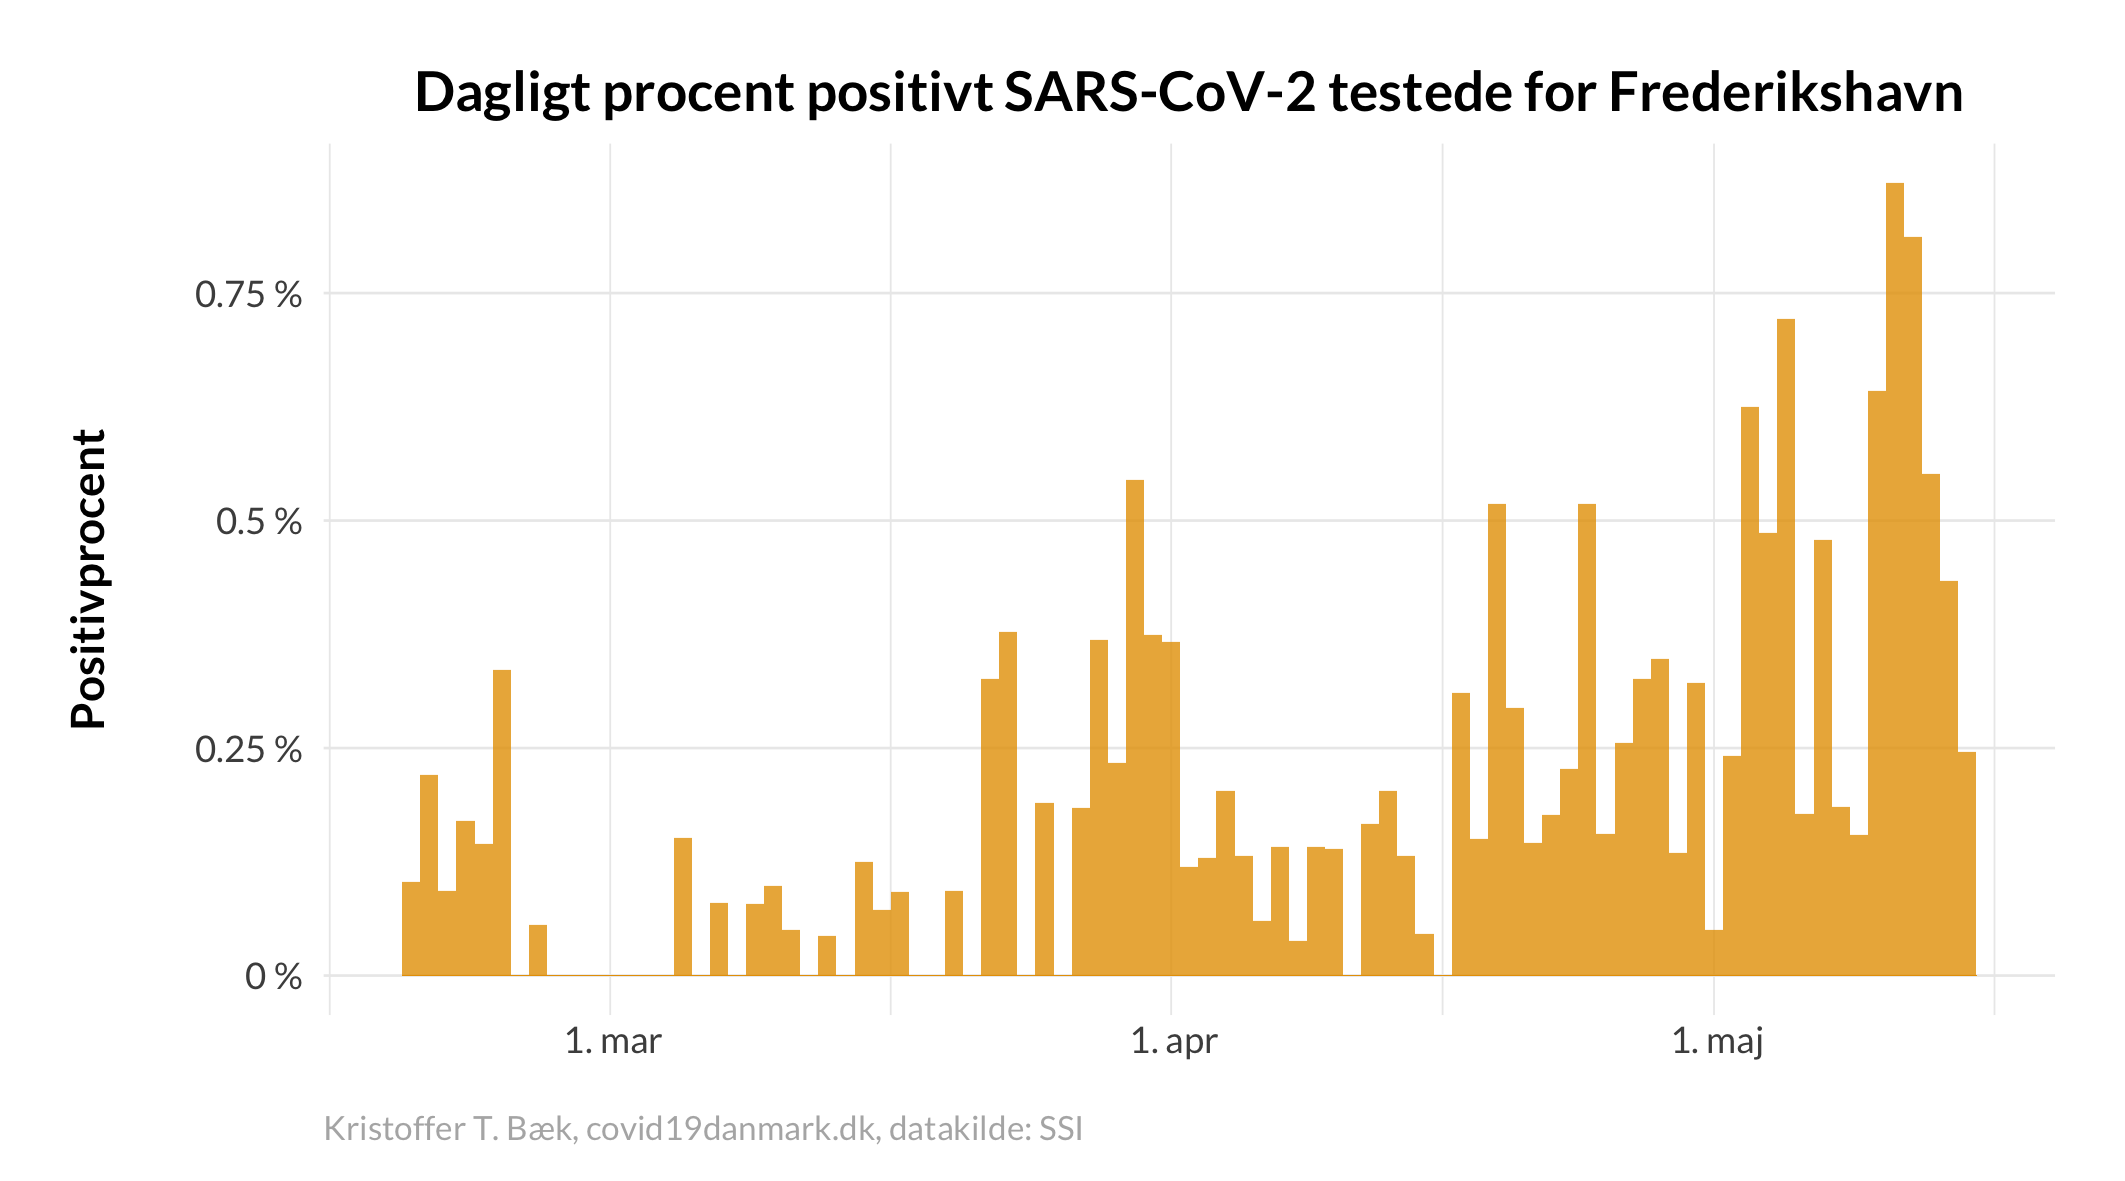 Dagligt procent positivt SARS-CoV-2 testede for Frederikshavn
Positivprocent
0.75 %
0.5 %
0.25 %
0 %
1. mar
1. apr
1. maj
Kristoffer T. Bæk, covid19danmark.dk, datakilde: SSI